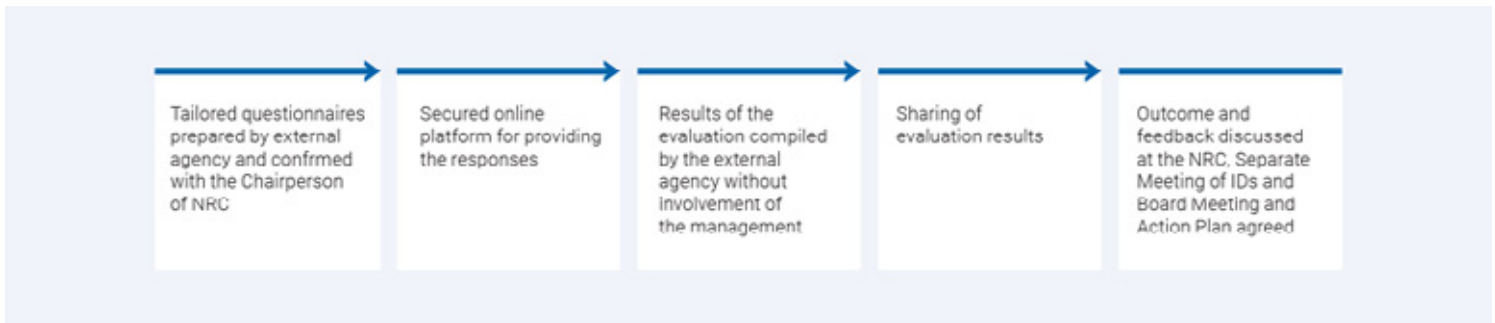 Tailored questionnaires
prepared by external
agency and confrmed
with the Chairperson
of NRC
Secured online
platform for providing
the responses
Results of the
evaluation compiled
by the external
agency without
involvement of
the management
Sharing of
evaluation results
Outcome and
feedback discussed
at the NRC, Separate
Meeting of IDs and
Board Meeting and
Action Plan agreed